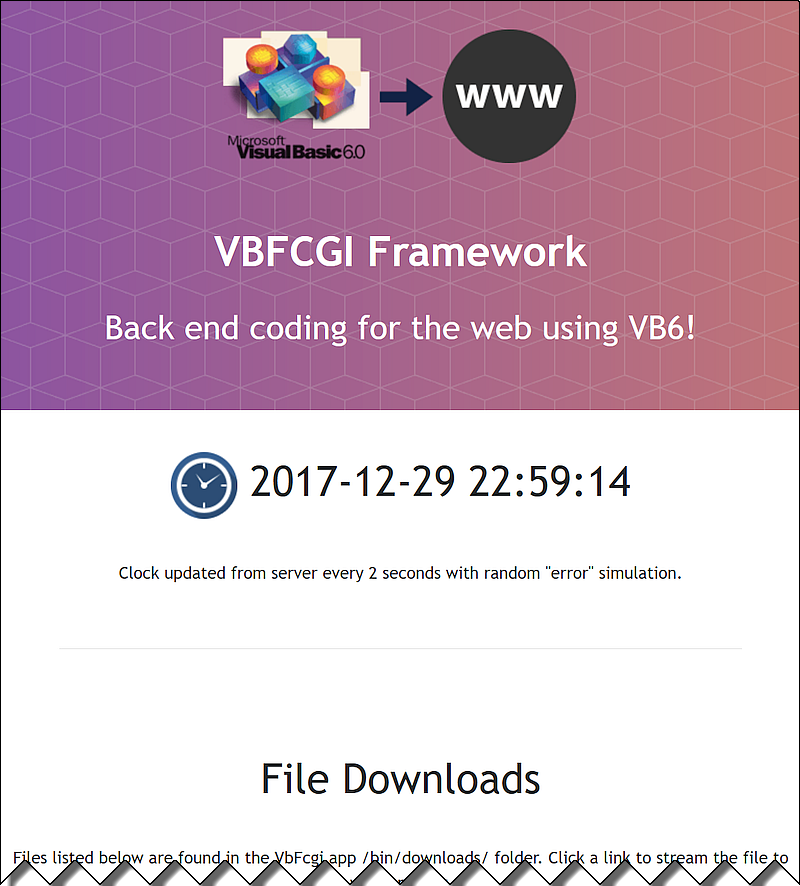 Microsoft
Visual Basic 6.0
WWW
VBFCGI Framework
Back end coding for the web using VB6!
2017-12-29 22:59:14
Clock updated from server every 2 seconds with random "error" simulation.
File Downloads
Files listed below are found in the VbFcgi app /bin/downloads/ folder. Click a link to stream the file to